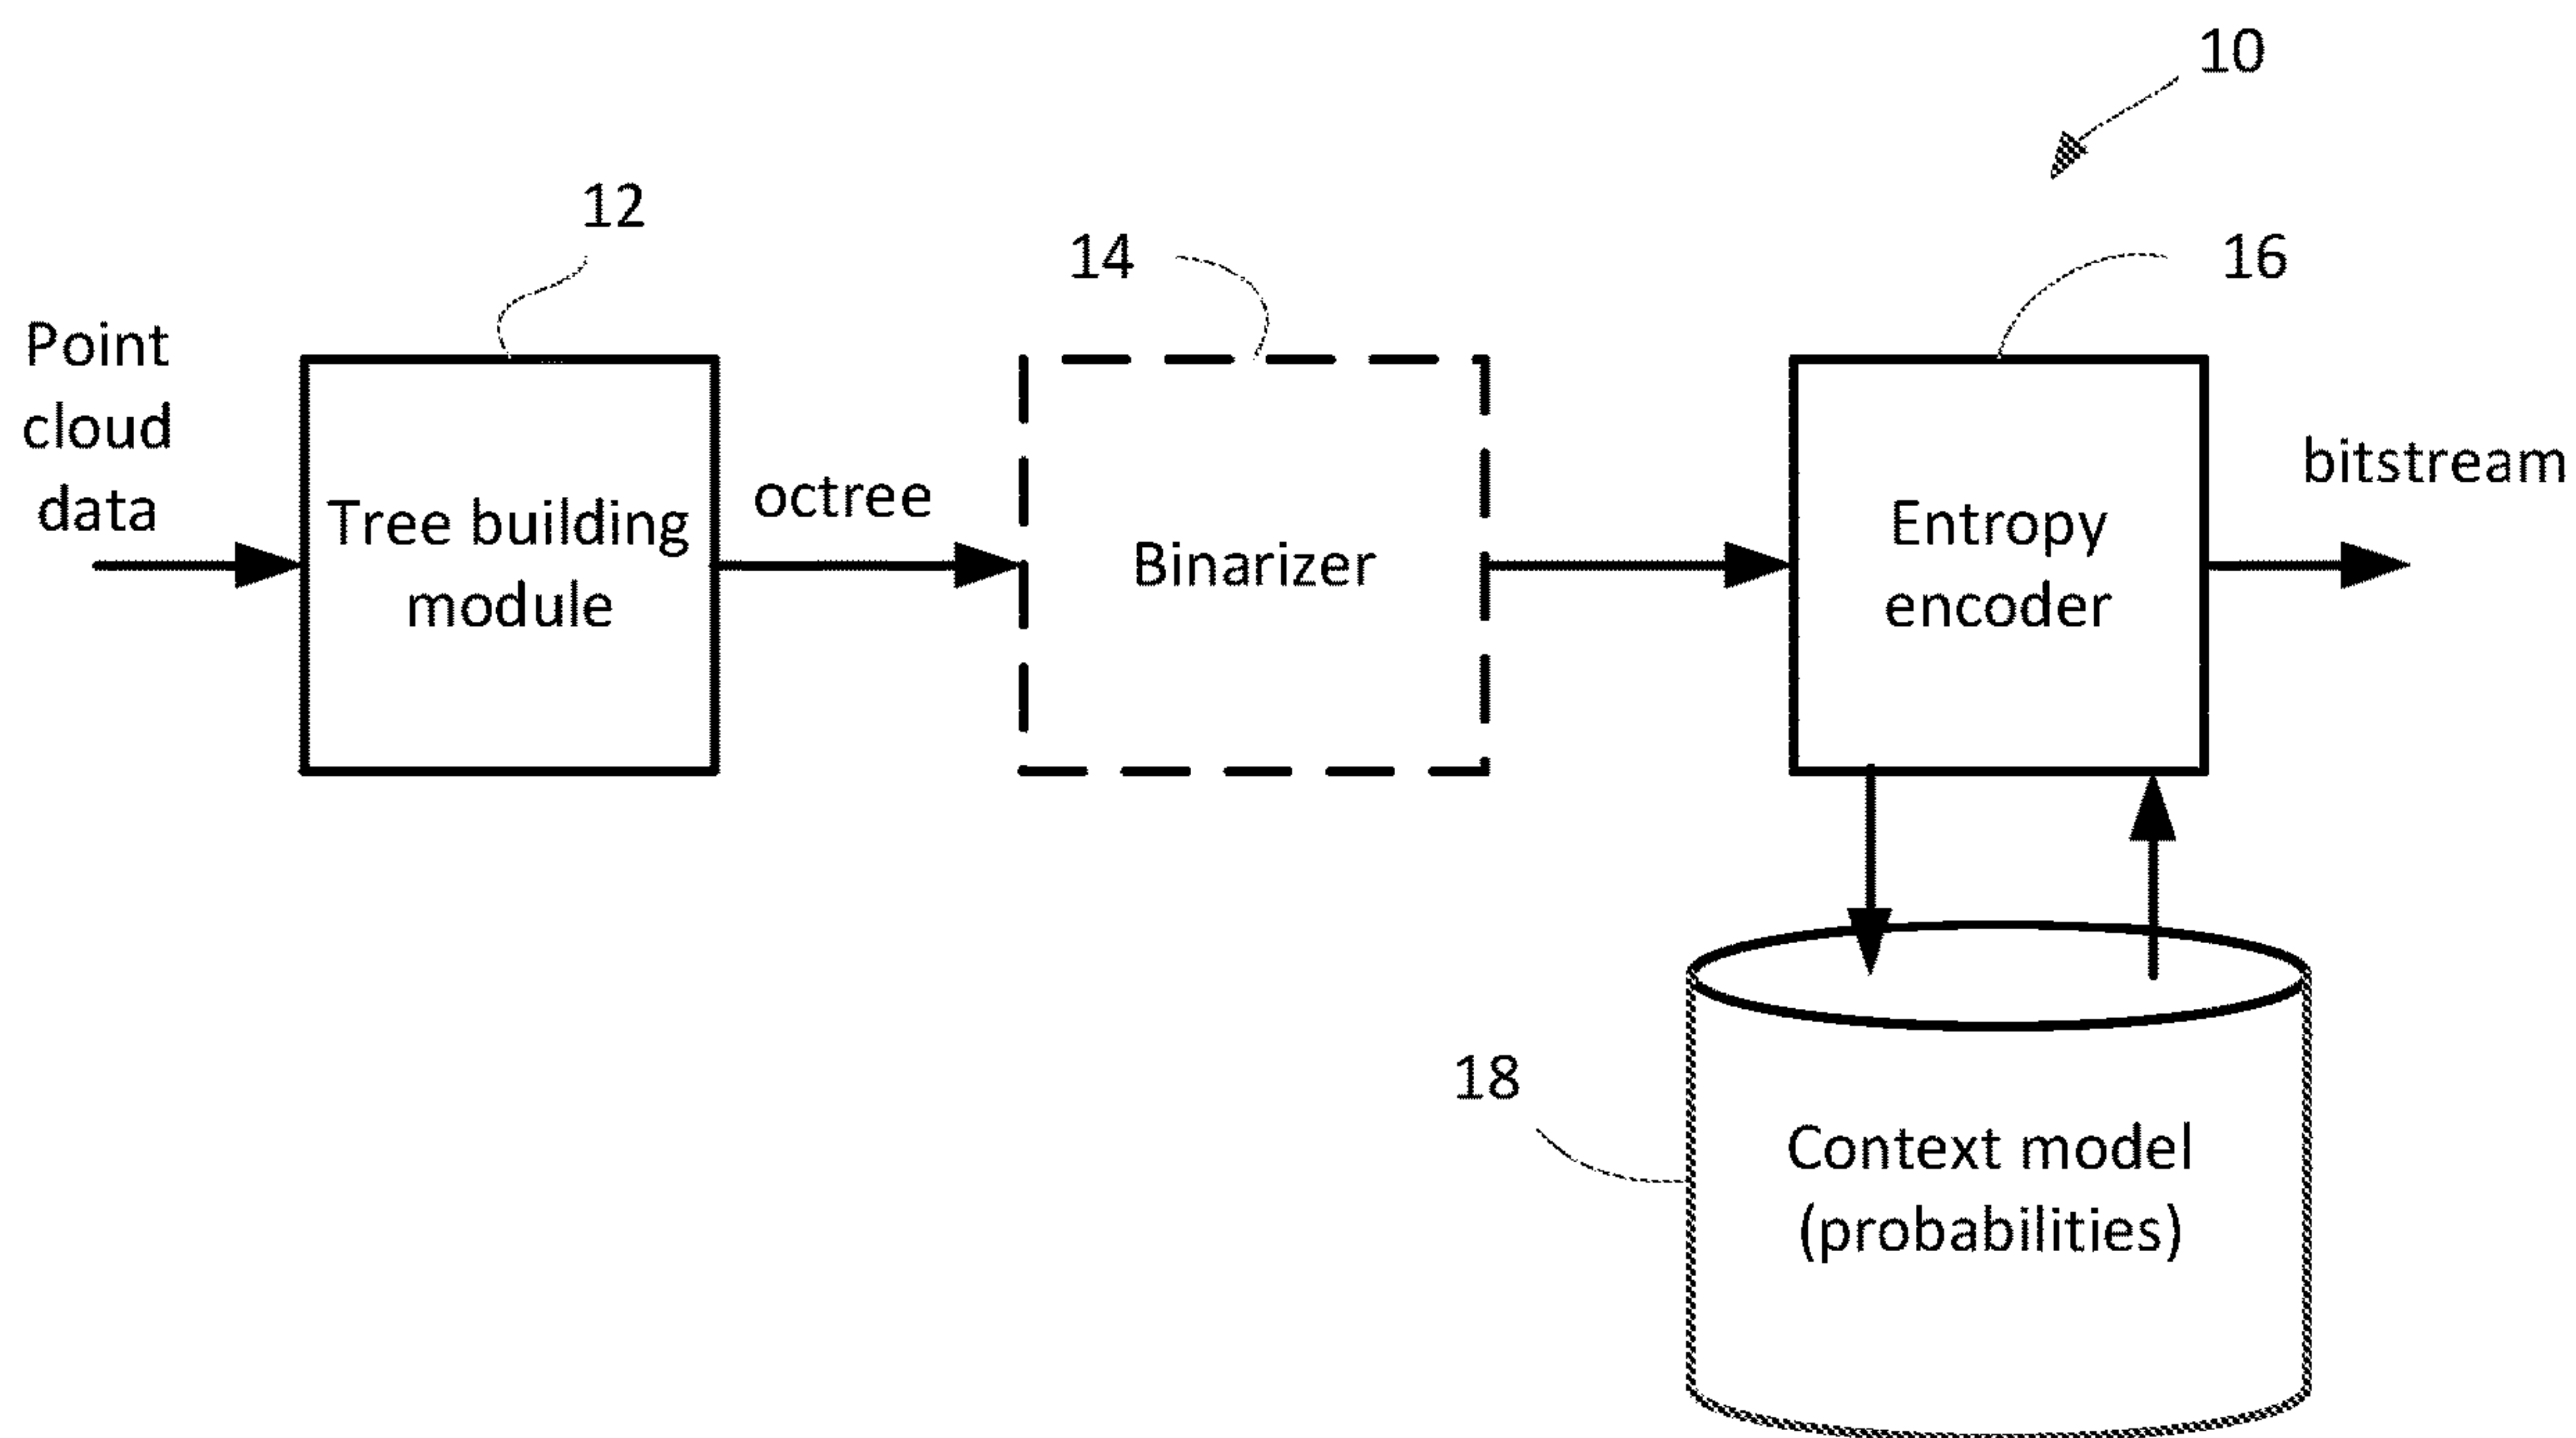 10
12
14
16
Point
cloud
data
Tree building
module
octree
Binarizer
Entropy
encoder
bitstream
18
Context model
(probabilities)